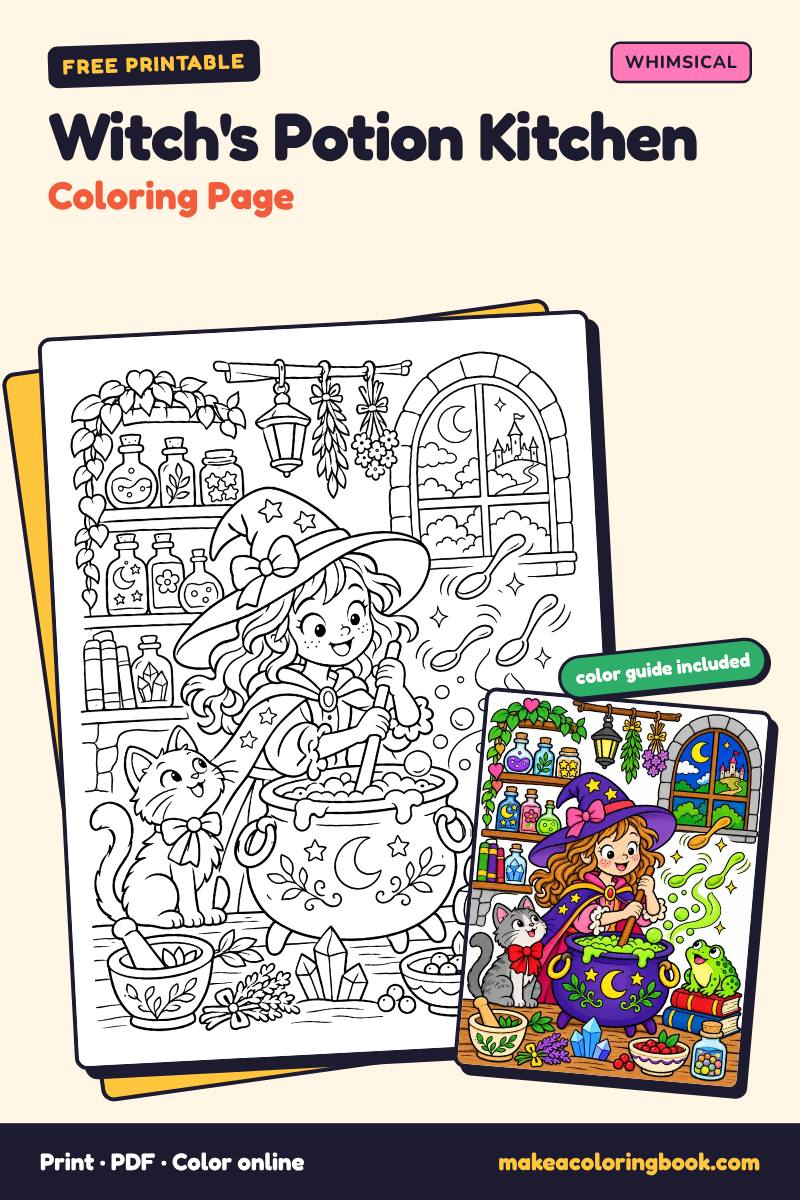 FREE PRINTABLE
WHIMSICAL
Witch's Potion Kitchen
Coloring Page
color guide included
Print · PDF · Color online
makeacoloringbook.com